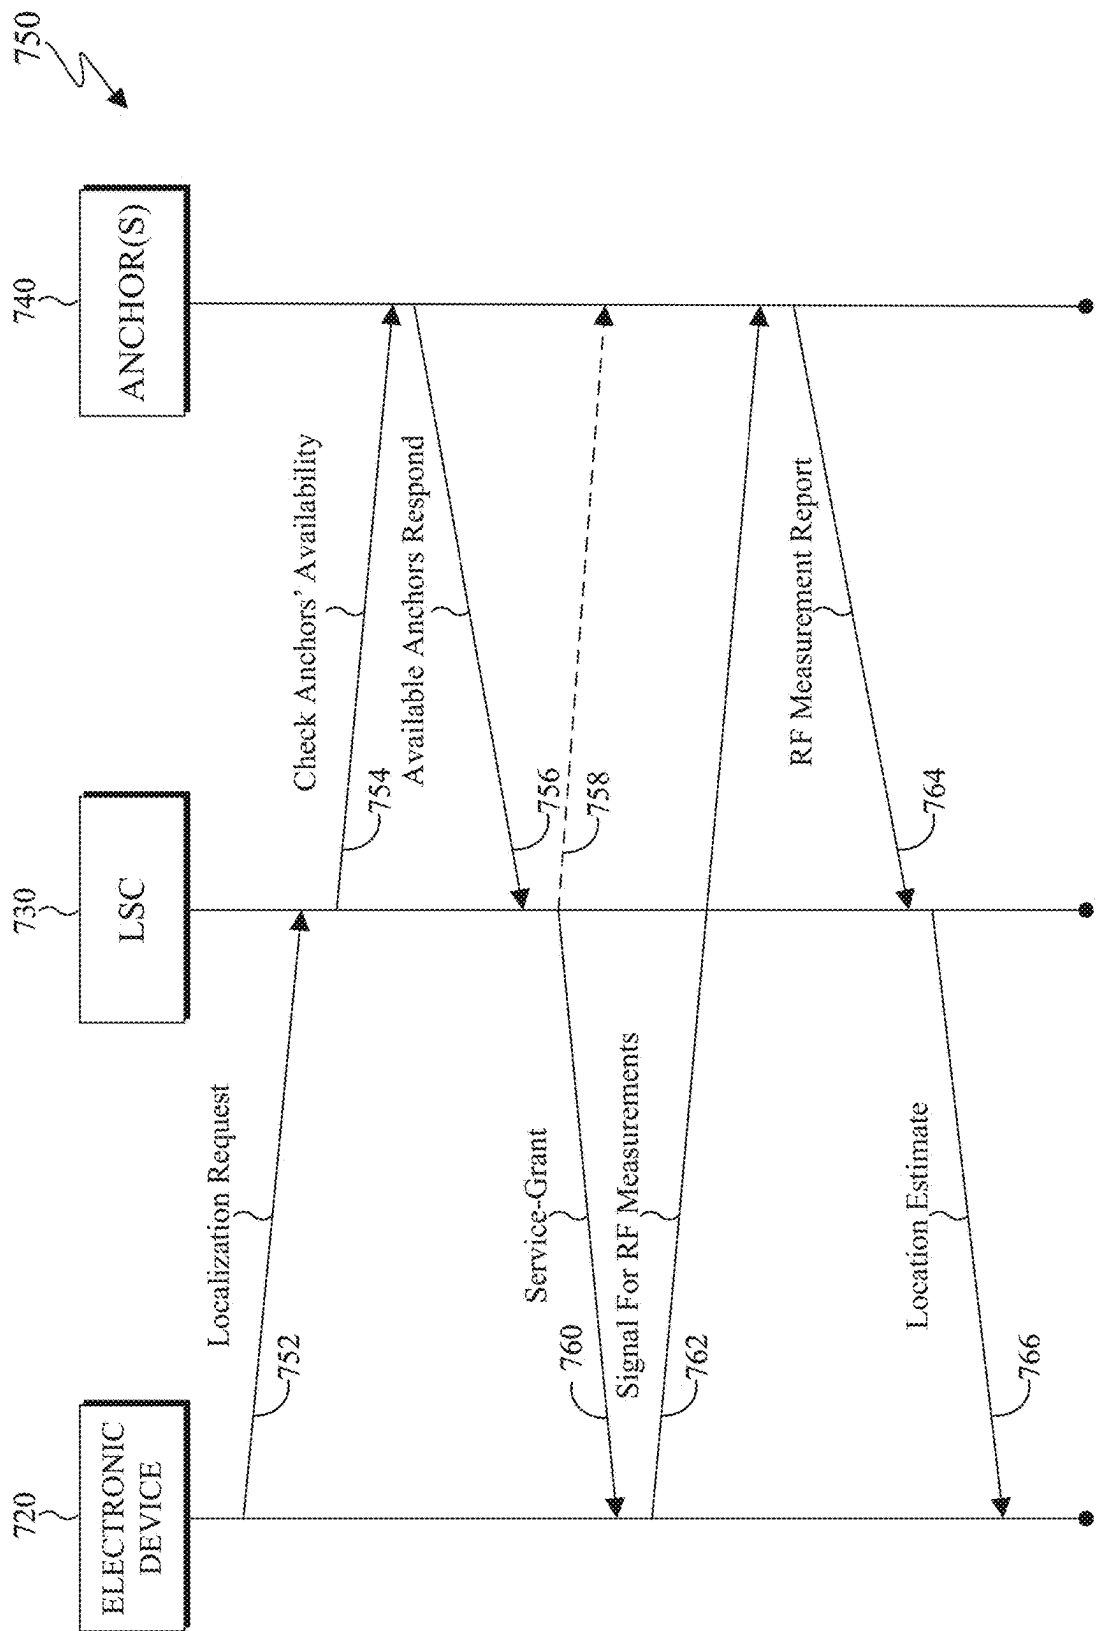 750
720
ELECTRONIC
DEVICE
730
LSC
740
ANCHOR(S)
Localization Request
752
Check Anchors' Availability
754
Available Anchors Respond
756
758
Service-Grant
760
Signal For RF Measurements
762
RF Measurement Report
764
Location Estimate
766